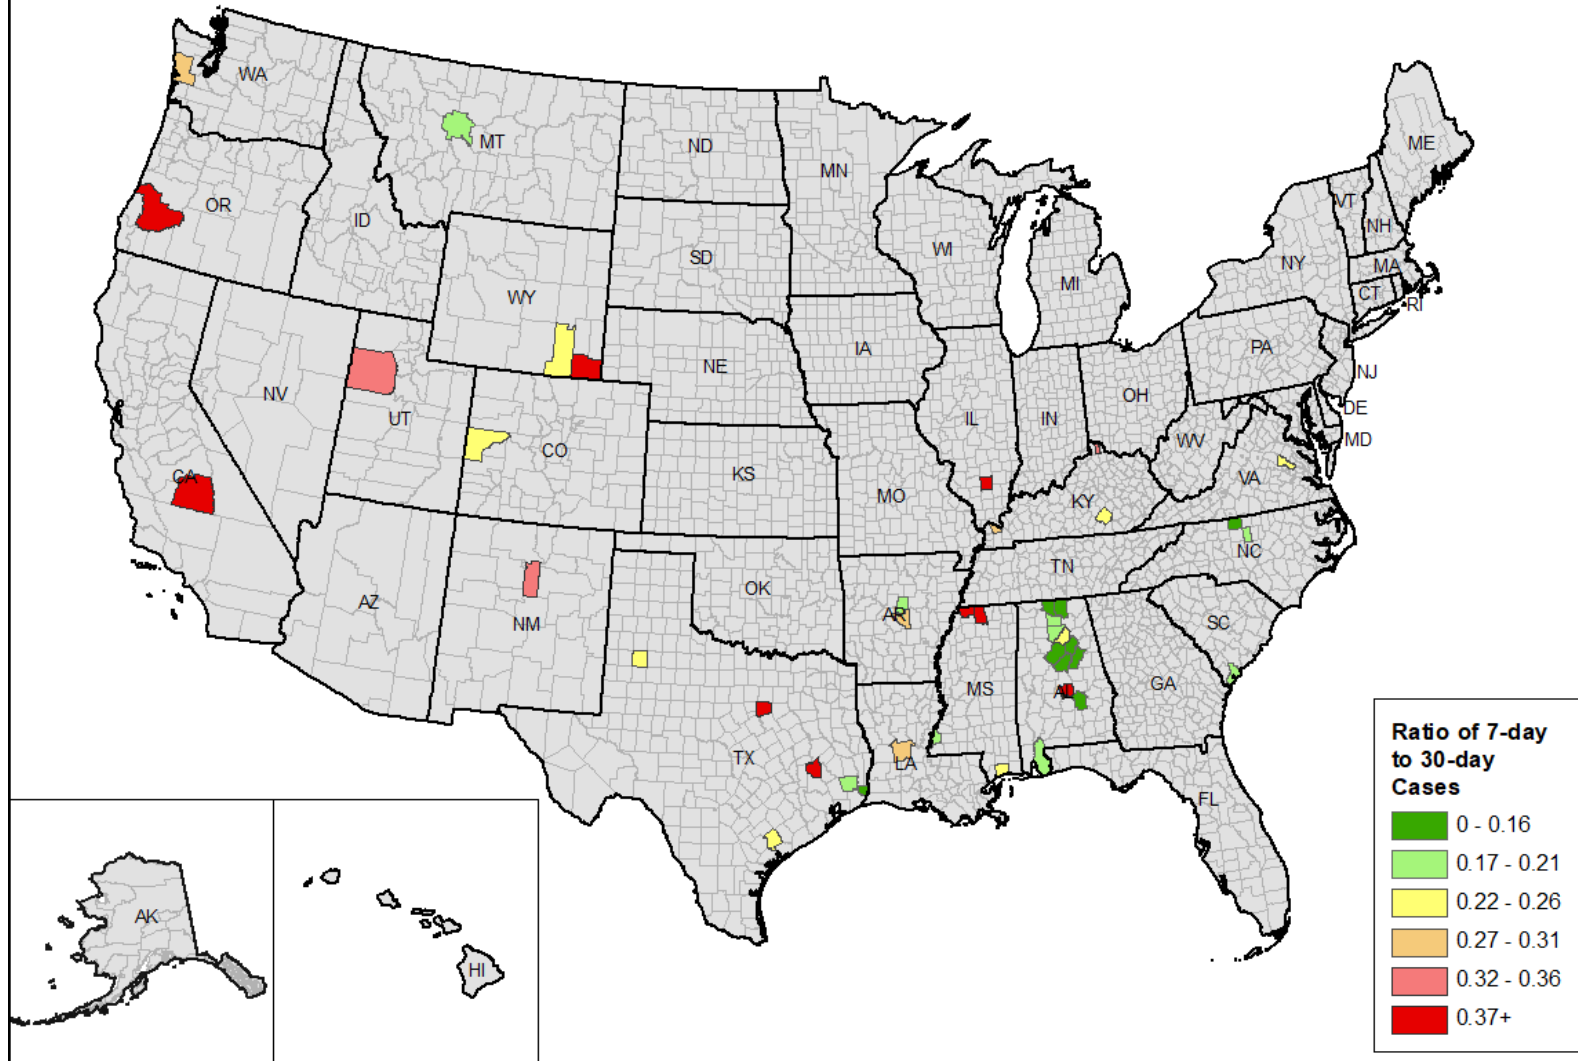 WA
MT
ND
MN
ME
OR
ID
SD
WI
MI
VT
NH
NY
MA
CT
RI
WY
IA
NE
PA
NJ
NV
UT
CO
IL
IN
OH
DE
MD
WV
CA
KS
MO
KY
VA
AZ
NM
OK
AR
TN
NC
SC
MS
AL
GA
TX
LA
FL
AK
HI
Ratio of 7-day
to 30-day
Cases
0 - 0.16
0.17 - 0.21
0.22 - 0.26
0.27 - 0.31
0.32 - 0.36
0.37+